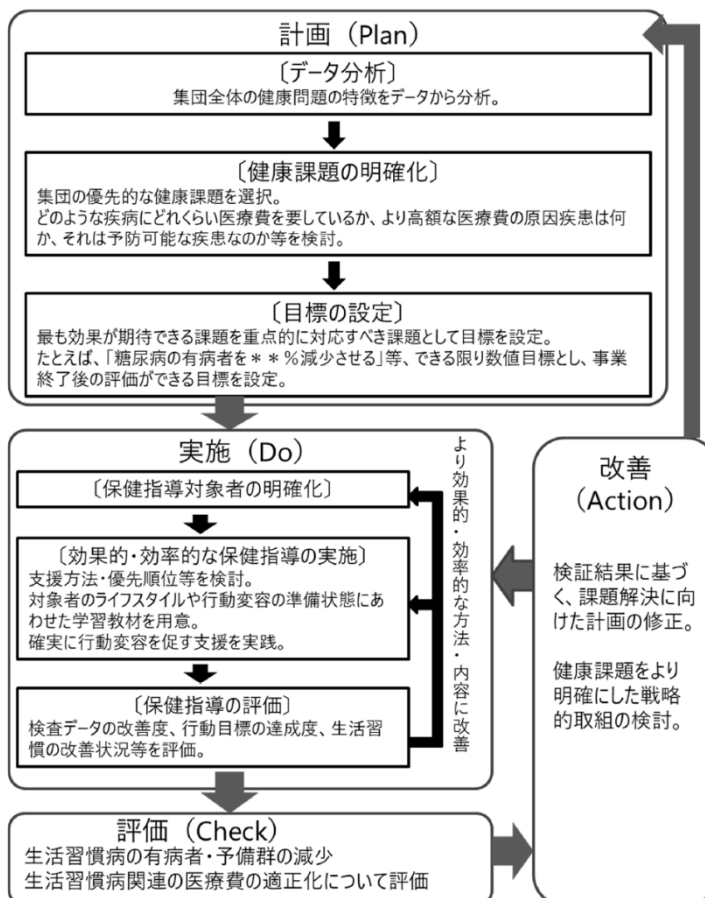 計画（Plan）
〔データ分析〕
集団全体の健康問題の特徴をデータから分析。
〔健康課題の明確化〕
集団の優先的な健康課題を選択。
どのような疾病にどれくらい医療費を要しているか、より高額な医療費の原因疾患は何
か、それは予防可能な疾患なのか等を検討。
〔目標の設定〕
最も効果が期待できる課題を重点的に対応すべき課題として目標を設定。
たとえば、「糖尿病の有病者を＊＊％減少させる」等、できる限り数値目標とし、事業
終了後の評価ができる目標を設定。
実施（Do）
〔保健指導対象者の明確化〕
〔効果的・効率的な保健指導の実施〕
支援方法・優先順位等を検討。
対象者のライフスタイルや行動変容の準備状態にあ
わせた学習教材を用意。
確実に行動変容を促す支援を実践。
〔保健指導の評価〕
検査データの改善度、行動目標の達成度、生活習
慣の改善状況等を評価。
より効果的・効率的な方法・内容に改善
評価（Check）
生活習慣病の有病者・予備群の減少
生活習慣病関連の医療費の適正化について評価
改善
（Action）
検証結果に基づ
く、課題解決に向
けた計画の修正。
健康課題をより
明確にした戦略
的取組の検討。